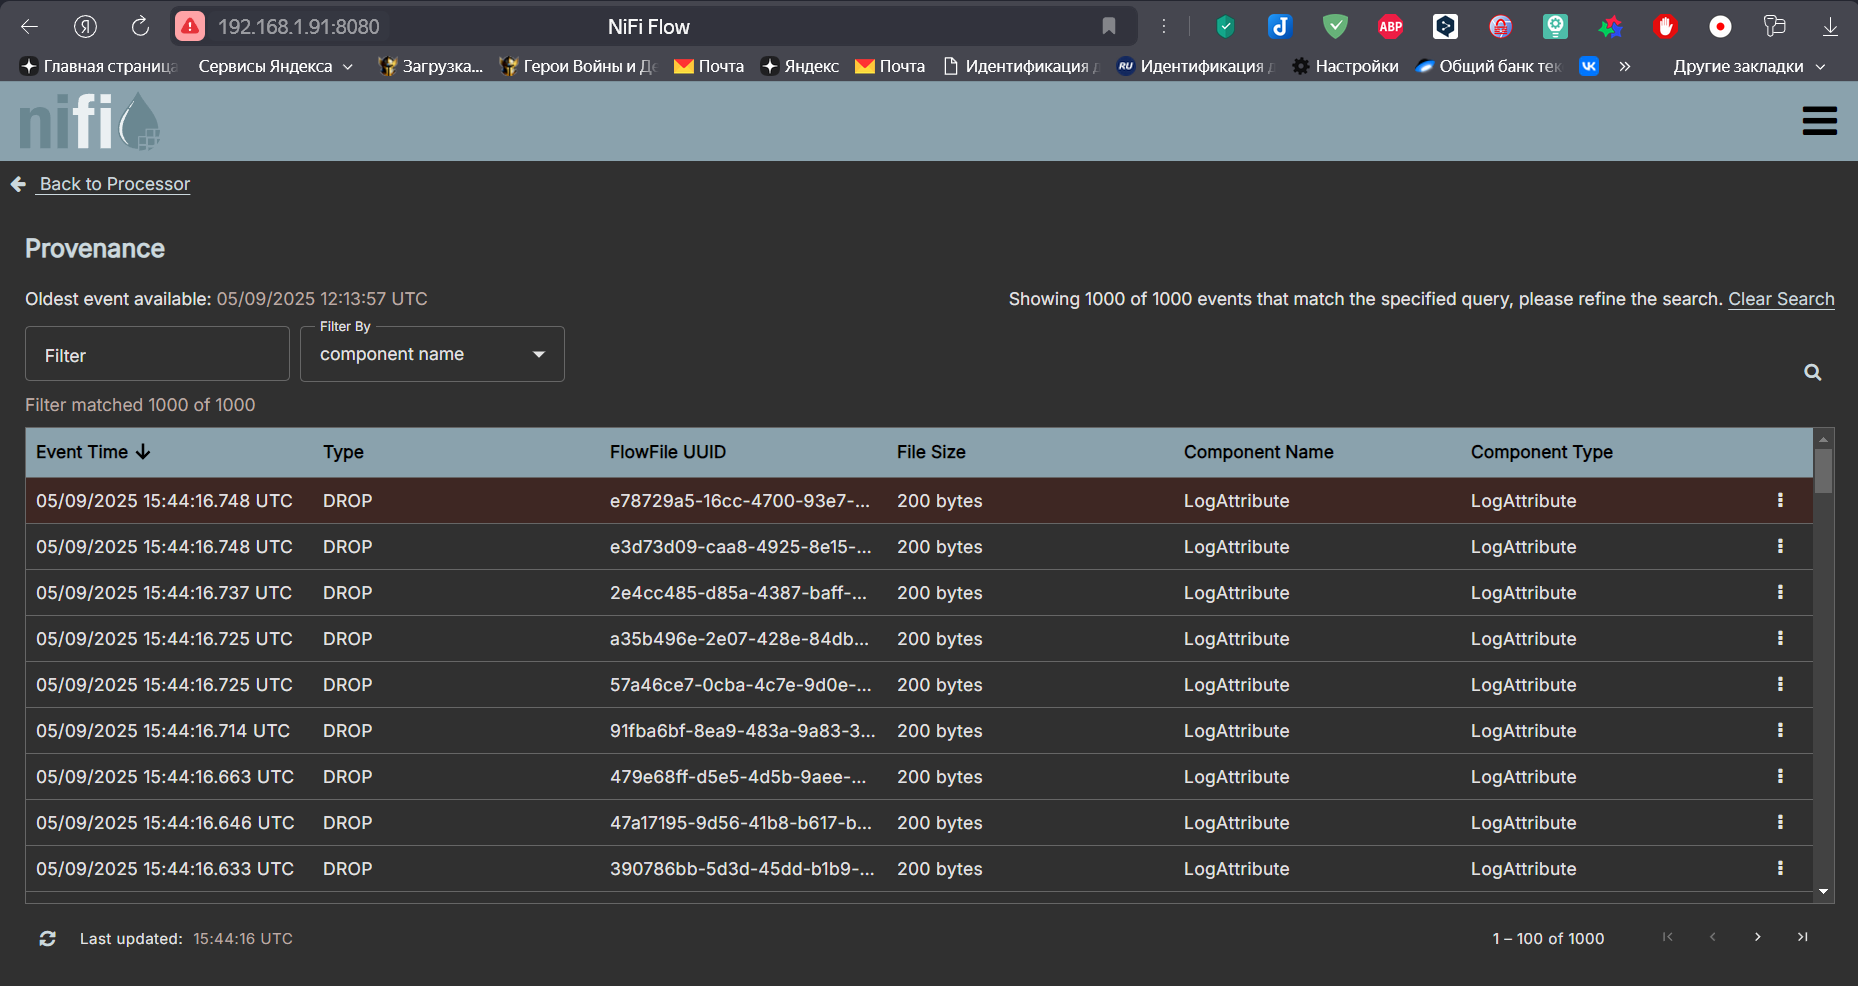 192.168.1.91:8080 NiFi Flow ABP
Главная страница Сервисы Яндекса Загрузка... Герои Войны и Де Почта Яндекс Почта Идентификация д RU Идентификация д Настройки Общий банк тек VK Другие закладки
nifi
Back to Processor
Provenance
Oldest event available: 05/09/2025 12:13:57 UTC Showing 1000 of 1000 events that match the specified query, please refine the search. Clear Search
Filter By
Filter component name
Filter matched 1000 of 1000
Event Time Type FlowFile UUID File Size Component Name Component Type
05/09/2025 15:44:16.748 UTC DROP e78729a5-16cc-4700-93e7-... 200 bytes LogAttribute LogAttribute
05/09/2025 15:44:16.748 UTC DROP e3d73d09-caa8-4925-8e15-... 200 bytes LogAttribute LogAttribute
05/09/2025 15:44:16.737 UTC DROP 2e4cc485-d85a-4387-baff-... 200 bytes LogAttribute LogAttribute
05/09/2025 15:44:16.725 UTC DROP a35b496e-2e07-428e-84db... 200 bytes LogAttribute LogAttribute
05/09/2025 15:44:16.725 UTC DROP 57a46ce7-0cba-4c7e-9d0e-... 200 bytes LogAttribute LogAttribute
05/09/2025 15:44:16.714 UTC DROP 91fba6bf-8ea9-483a-9a83-3... 200 bytes LogAttribute LogAttribute
05/09/2025 15:44:16.663 UTC DROP 479e68ff-d5e5-4d5b-9aee-... 200 bytes LogAttribute LogAttribute
05/09/2025 15:44:16.646 UTC DROP 47a17195-9d56-41b8-b617-b... 200 bytes LogAttribute LogAttribute
05/09/2025 15:44:16.633 UTC DROP 390786bb-5d3d-45dd-b1b9-... 200 bytes LogAttribute LogAttribute
Last updated: 15:44:16 UTC 1 – 100 of 1000